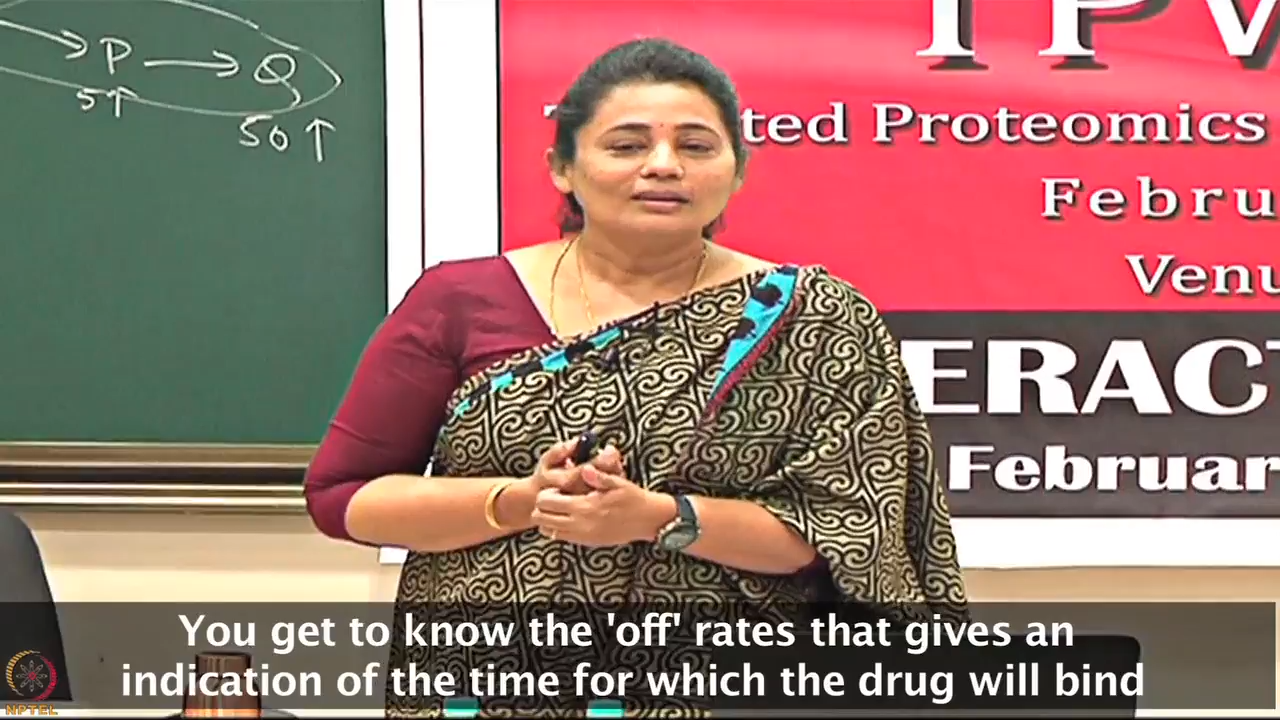 P → Q
5↑
50↑
TPW
ted Proteomics
Febru
Venu
ERACT
Februar
You get to know the 'off' rates that gives an
indication of the time for which the drug will bind
NPTEL